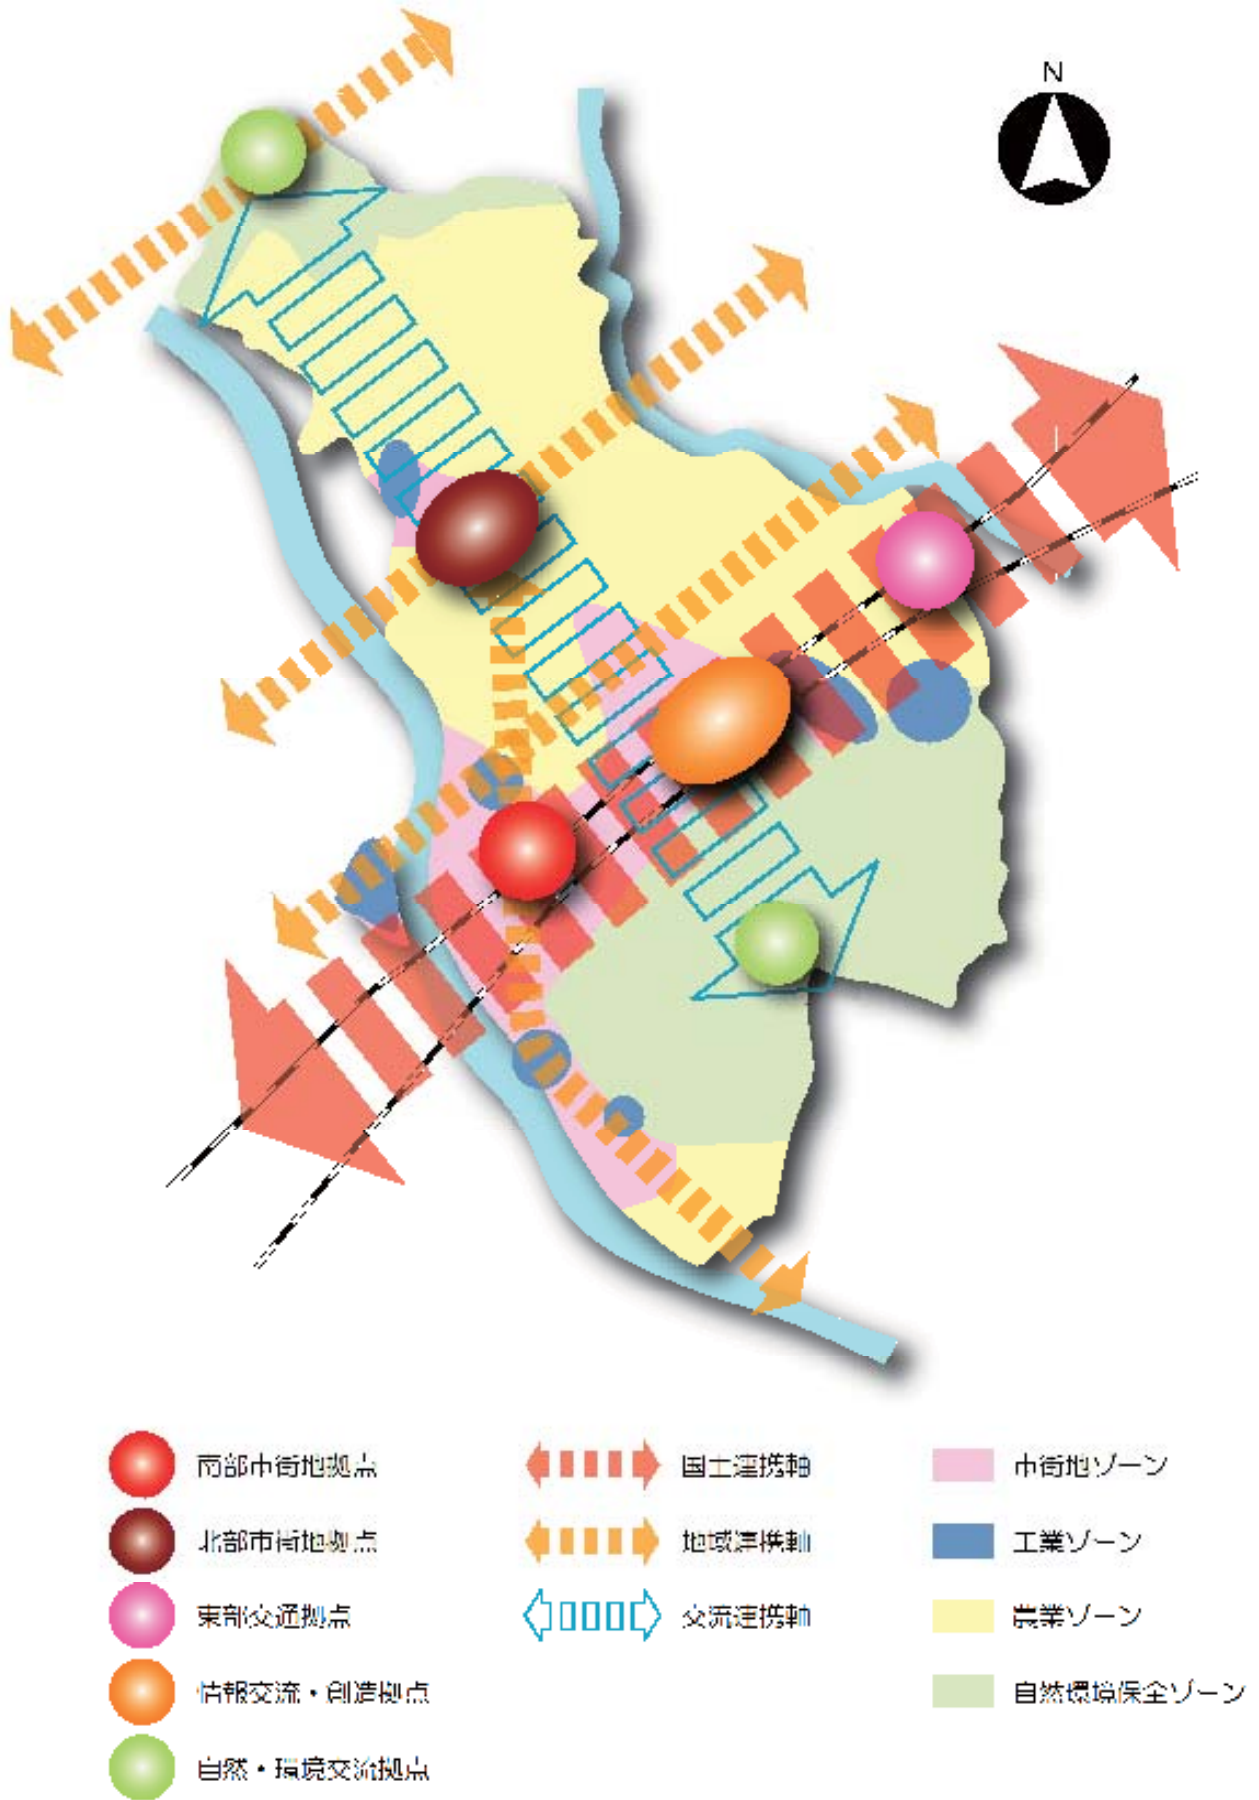 N
南部市街地拠点
北部市街地拠点
東部交通拠点
情報交流・創造拠点
自然・環境交流拠点
国土連携軸
地域連携軸
交流連携軸
市街地ゾーン
工業ゾーン
農業ゾーン
自然環境保全ゾーン